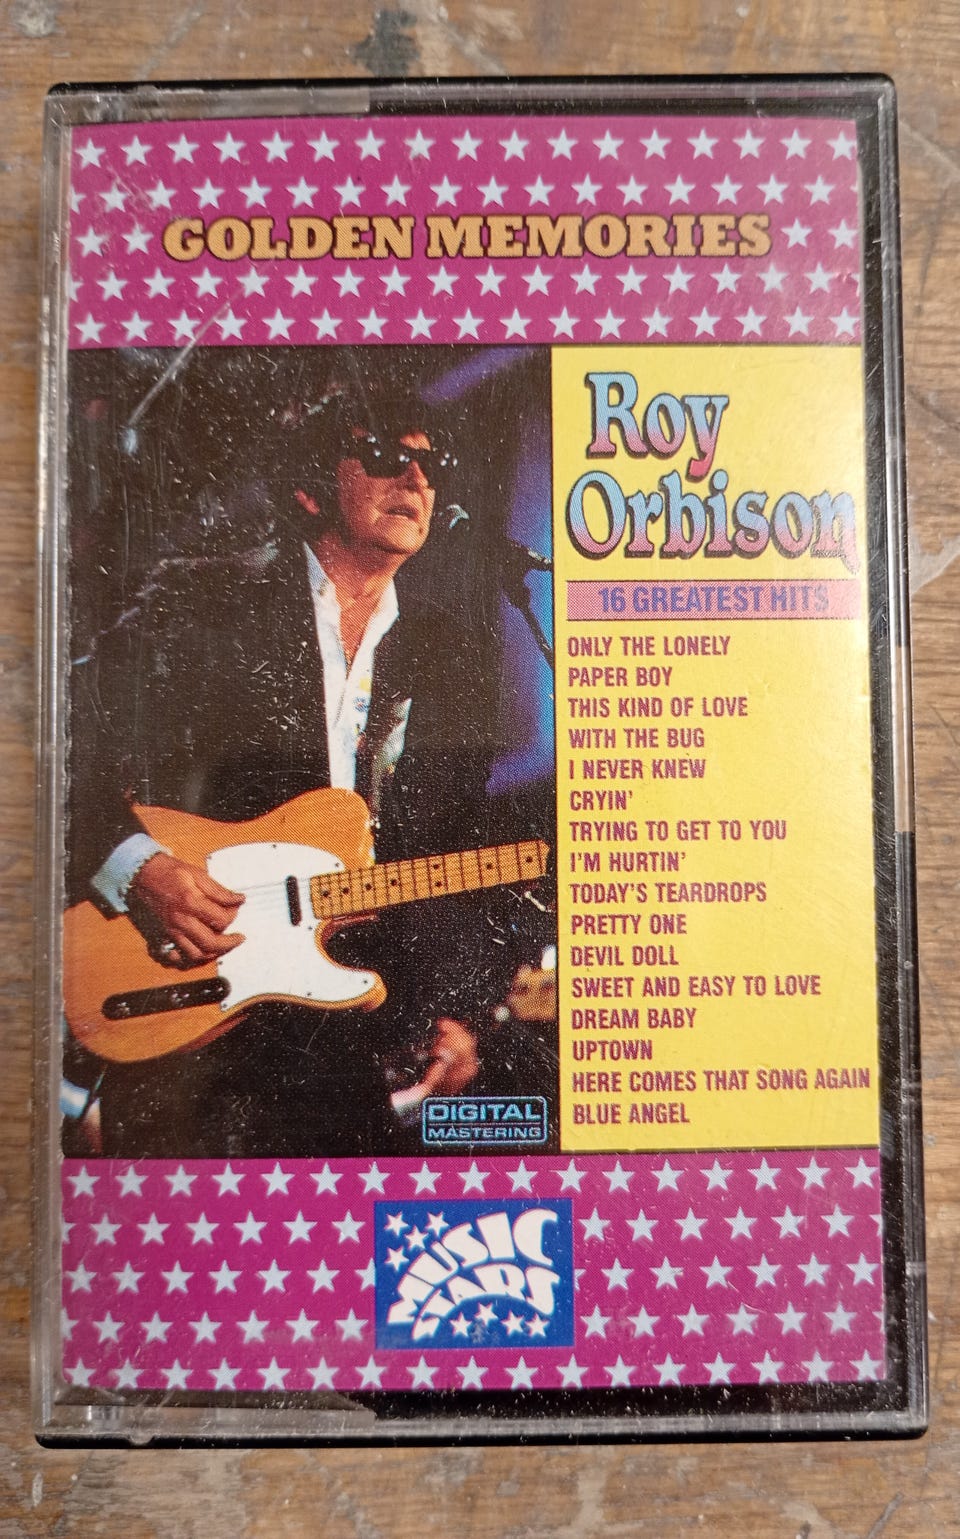 GOLDEN MEMORIES
Roy
Orbison
16 GREATEST HITS
ONLY THE LONELY
PAPER BOY
THIS KIND OF LOVE
WITH THE BUG
I NEVER KNEW
CRYIN'
TRYING TO GET TO YOU
I'M HURTIN'
TODAY'S TEARDROPS
PRETTY ONE
DEVIL DOLL
SWEET AND EASY TO LOVE
DREAM BABY
UPTOWN
HERE COMES THAT SONG AGAIN
BLUE ANGEL
DIGITAL
MASTERING
MUSIC
STARS